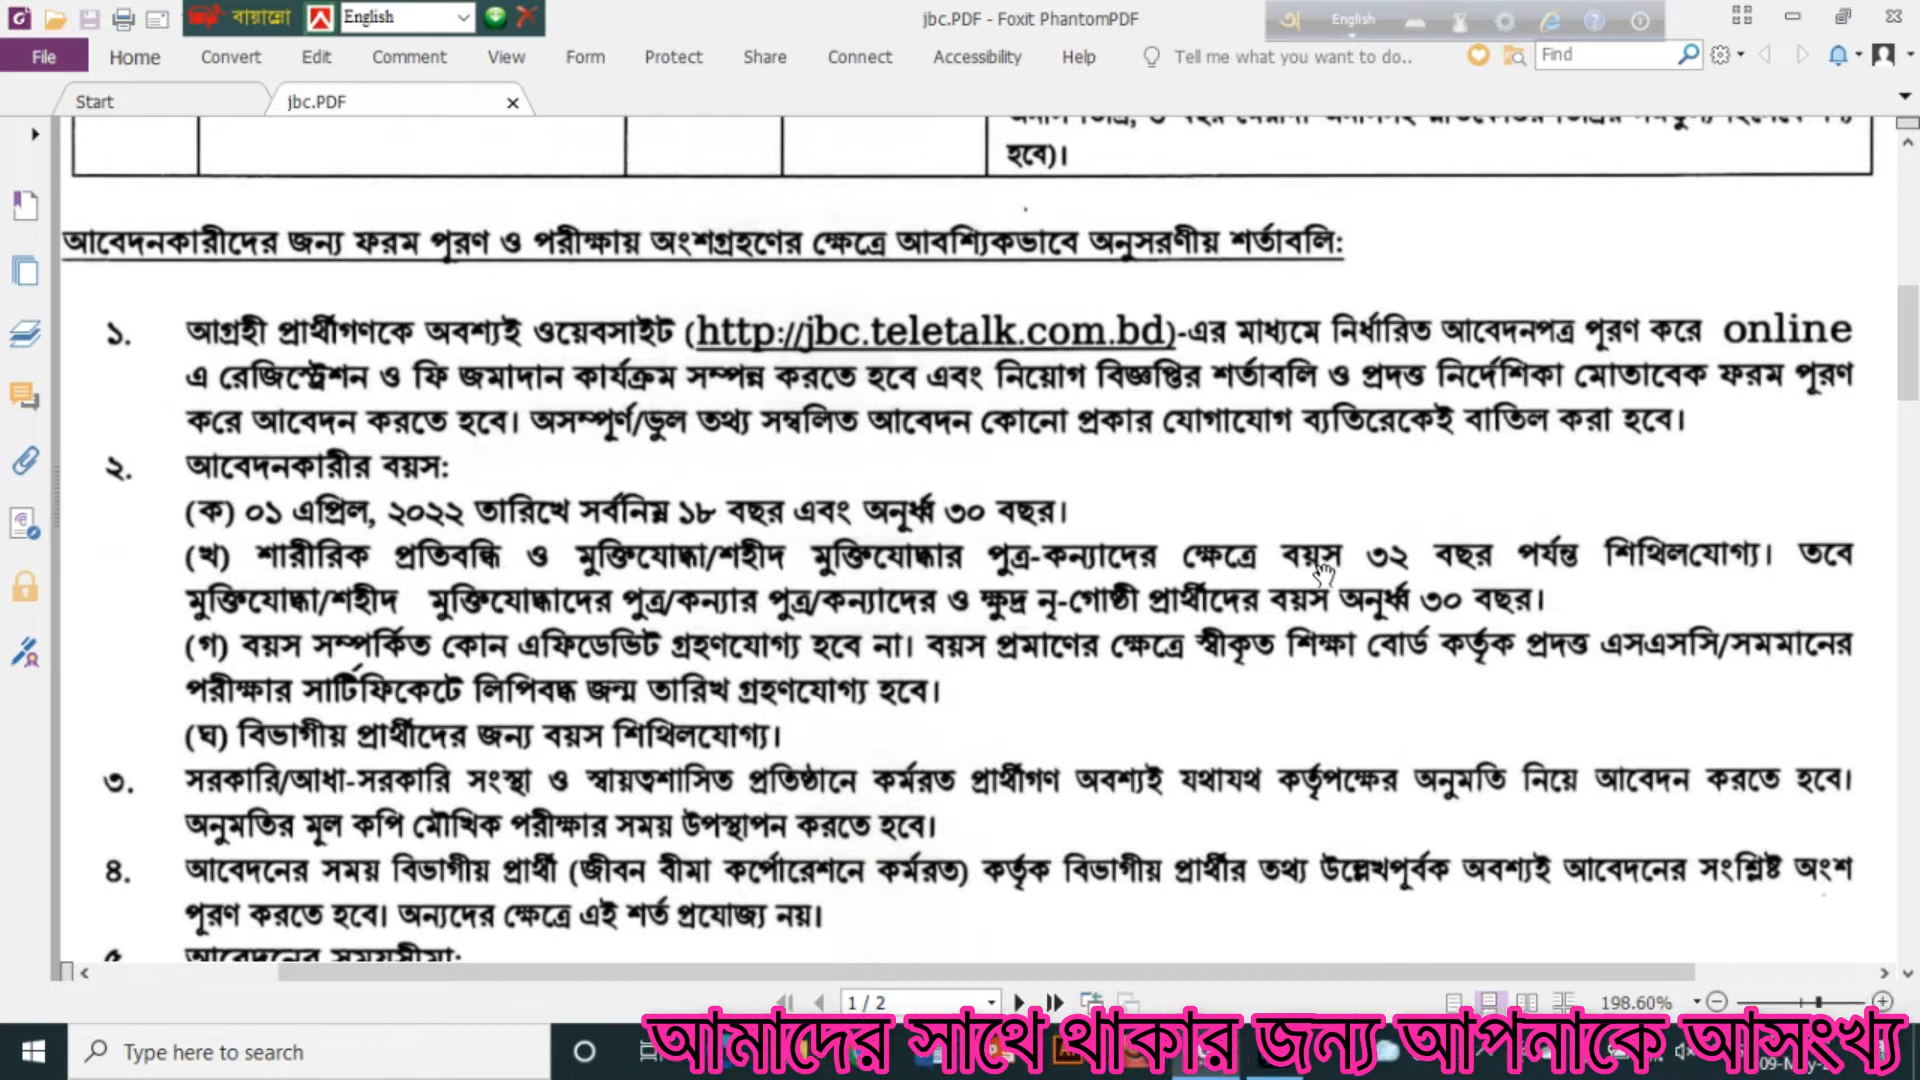 বায়ান্নো
English
jbc.PDF - Foxit PhantomPDF
English
File Home Convert Edit Comment View Form Protect Share Connect Accessibility Help Tell me what you want to do.. Find
Start jbc.PDF
হবে)।
আবেদনকারীদের জন্য ফরম পূরণ ও পরীক্ষায় অংশগ্রহণের ক্ষেত্রে আবশ্যিকভাবে অনুসরণীয় শর্তাবলি:
১. আগ্রহী প্রার্থীগণকে অবশ্যই ওয়েবসাইট (http://jbc.teletalk.com.bd)-এর মাধ্যমে নির্ধারিত আবেদনপত্র পূরণ করে online
এ রেজিস্ট্রেশন ও ফি জমাদান কার্যক্রম সম্পন্ন করতে হবে এবং নিয়োগ বিজ্ঞপ্তির শর্তাবলি ও প্রদত্ত নির্দেশিকা মোতাবেক ফরম পূরণ
করে আবেদন করতে হবে। অসম্পূর্ণ/ভুল তথ্য সম্বলিত আবেদন কোনো প্রকার যোগাযোগ ব্যতিরেকেই বাতিল করা হবে।
২. আবেদনকারীর বয়স:
(ক) ০১ এপ্রিল, ২০২২ তারিখে সর্বনিম্ন ১৮ বছর এবং অনূর্ধ্ব ৩০ বছর।
(খ) শারীরিক প্রতিবন্ধি ও মুক্তিযোদ্ধা/শহীদ মুক্তিযোদ্ধার পুত্র-কন্যাদের ক্ষেত্রে বয়স ৩২ বছর পর্যন্ত শিথিলযোগ্য। তবে
মুক্তিযোদ্ধা/শহীদ মুক্তিযোদ্ধাদের পুত্র/কন্যার পুত্র/কন্যাদের ও ক্ষুদ্র নৃ-গোষ্ঠী প্রার্থীদের বয়স অনূর্ধ্ব ৩০ বছর।
(গ) বয়স সম্পর্কিত কোন এফিডেভিট গ্রহণযোগ্য হবে না। বয়স প্রমাণের ক্ষেত্রে স্বীকৃত শিক্ষা বোর্ড কর্তৃক প্রদত্ত এসএসসি/সমমানের
পরীক্ষার সার্টিফিকেটে লিপিবদ্ধ জন্ম তারিখ গ্রহণযোগ্য হবে।
(ঘ) বিভাগীয় প্রার্থীদের জন্য বয়স শিথিলযোগ্য।
৩. সরকারি/আধা-সরকারি সংস্থা ও স্বায়ত্বশাসিত প্রতিষ্ঠানে কর্মরত প্রার্থীগণ অবশ্যই যথাযথ কর্তৃপক্ষের অনুমতি নিয়ে আবেদন করতে হবে।
অনুমতির মূল কপি মৌখিক পরীক্ষার সময় উপস্থাপন করতে হবে।
৪. আবেদনের সময় বিভাগীয় প্রার্থী (জীবন বীমা কর্পোরেশনে কর্মরত) কর্তৃক বিভাগীয় প্রার্থীর তথ্য উল্লেখপূর্বক অবশ্যই আবেদনের সংশ্লিষ্ট অংশ
পূরণ করতে হবে। অন্যদের ক্ষেত্রে এই শর্ত প্রযোজ্য নয়।
৫. আবেদনের সময়সীমা:
1 / 2 198.60%
আমাদের সাথে থাকার জন্য আপনাকে আসংখ্য
Type here to search